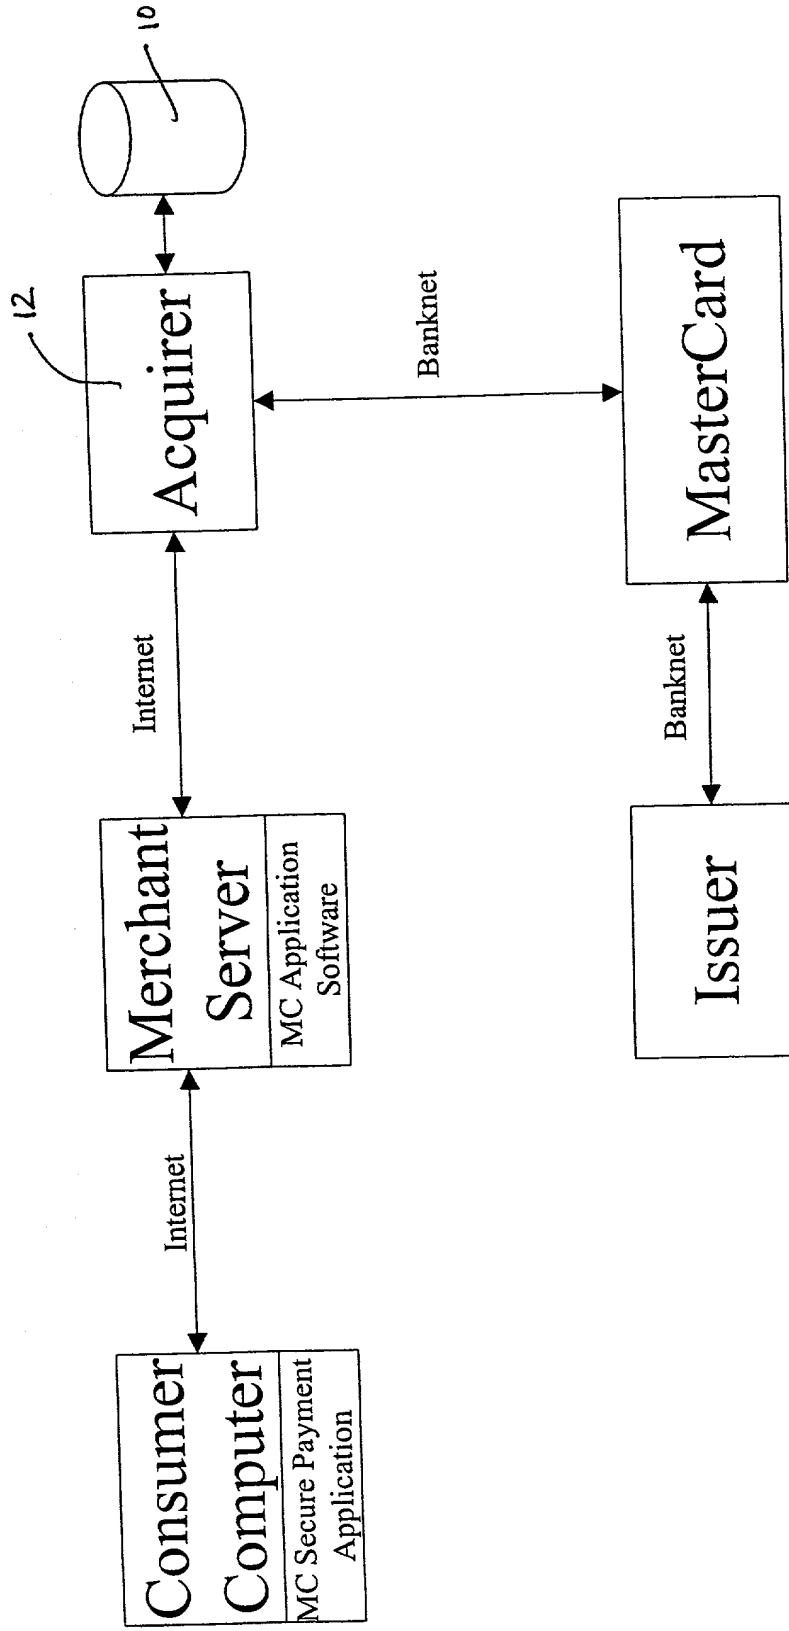 Consumer
Computer
MC Secure Payment
Application
Internet
Merchant
Server
MC Application
Software
Internet
12
Acquirer
10
Banknet
Issuer
Banknet
MasterCard